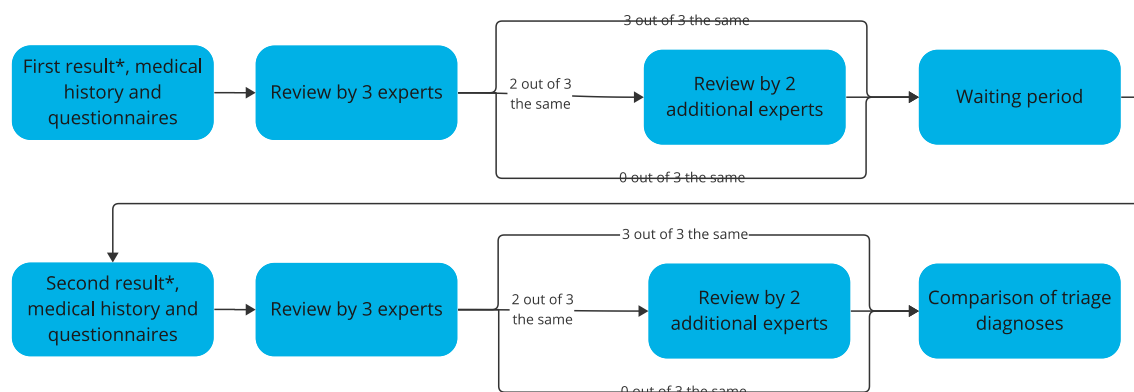 3 out of 3 the same
First result*, medical
history and
questionnaires
Review by 3 experts
2 out of 3
the same
Review by 2
additional experts
Waiting period
0 out of 3 the same
3 out of 3 the same
Second result*,
medical history and
questionnaires
Review by 3 experts
2 out of 3
the same
Review by 2
additional experts
Comparison of triage
diagnoses
0 out of 3 the same